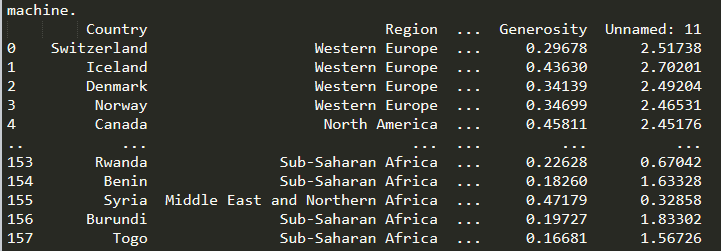 machine.
Country Region ... Generosity Unnamed: 11
0 Switzerland Western Europe ... 0.29678 2.51738
1 Iceland Western Europe ... 0.43630 2.70201
2 Denmark Western Europe ... 0.34139 2.49204
3 Norway Western Europe ... 0.34699 2.46531
4 Canada North America ... 0.45811 2.45176
.. ... ... ... ... ...
153 Rwanda Sub-Saharan Africa ... 0.22628 0.67042
154 Benin Sub-Saharan Africa ... 0.18260 1.63328
155 Syria Middle East and Northern Africa ... 0.47179 0.32858
156 Burundi Sub-Saharan Africa ... 0.19727 1.83302
157 Togo Sub-Saharan Africa ... 0.16681 1.56726